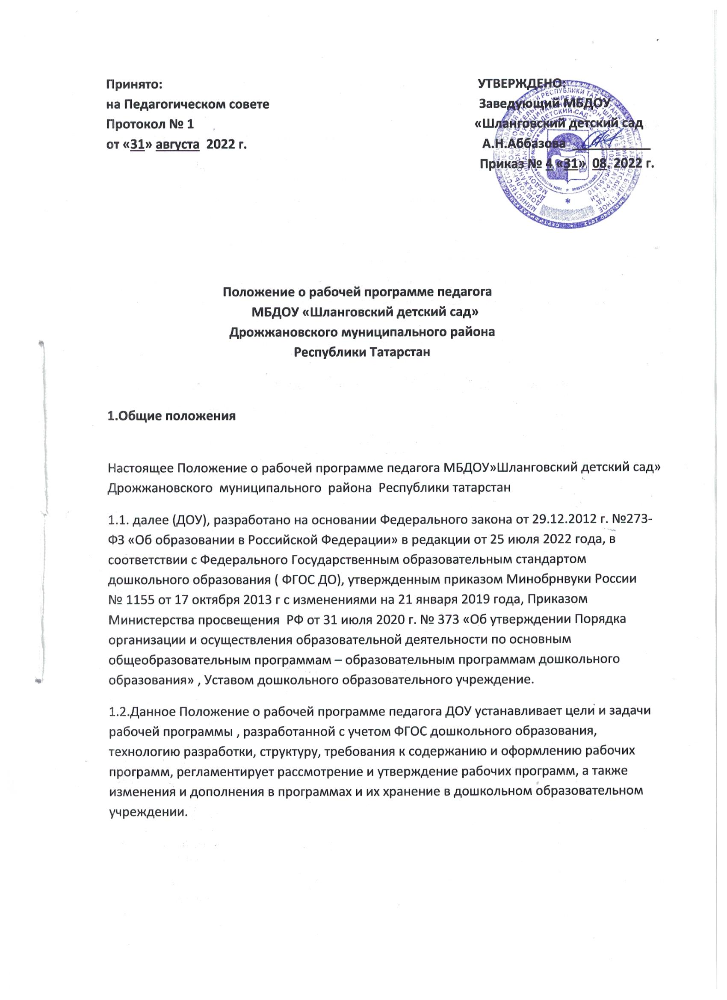 Принято:
на Педагогическом совете
Протокол № 1
от «31» августа 2022 г.
УТВЕРЖДЕНО:
Заведующий МБДОУ
«Шланговский детский сад
А.Н.Аббазова
Приказ № 4 «31» 08. 2022 г.
Положение о рабочей программе педагога
МБДОУ «Шланговский детский сад»
Дрожжановского муниципального района
Республики Татарстан
1.Общие положения
Настоящее Положение о рабочей программе педагога МБДОУ»Шланговский детский сад»
Дрожжановского муниципального района Республики татарстан
1.1. далее (ДОУ), разработано на основании Федерального закона от 29.12.2012 г. №273-
ФЗ «Об образовании в Российской Федерации» в редакции от 25 июля 2022 года, в
соответствии с Федерального Государственным образовательным стандартом
дошкольного образования ( ФГОС ДО), утвержденным приказом Минобрнвуки России
№ 1155 от 17 октября 2013 г с изменениями на 21 января 2019 года, Приказом
Министерства просвещения РФ от 31 июля 2020 г. № 373 «Об утверждении Порядка
организации и осуществления образовательной деятельности по основным
общеобразовательным программам – образовательным программам дошкольного
образования» , Уставом дошкольного образовательного учреждение.
1.2.Данное Положение о рабочей программе педагога ДОУ устанавливает цели и задачи
рабочей программы , разработанной с учетом ФГОС дошкольного образования,
технологию разработки, структуру, требования к содержанию и оформлению рабочих
программ, регламентирует рассмотрение и утверждение рабочих программ, а также
изменения и дополнения в программах и их хранение в дошкольном образовательном
учреждении.